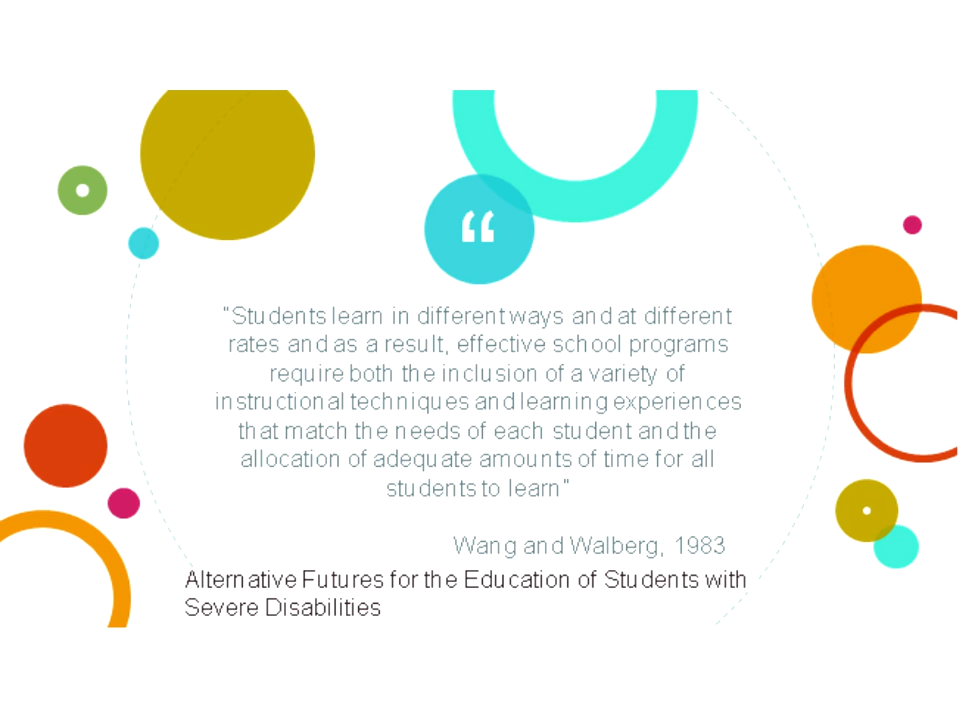 “
"Students learn in different ways and at different
rates and as a result, effective school programs
require both the inclusion of a variety of
instructional techniques and learning experiences
that match the needs of each student and the
allocation of adequate amounts of time for all
students to learn"
Wang and Walberg, 1983
Alternative Futures for the Education of Students with
Severe Disabilities